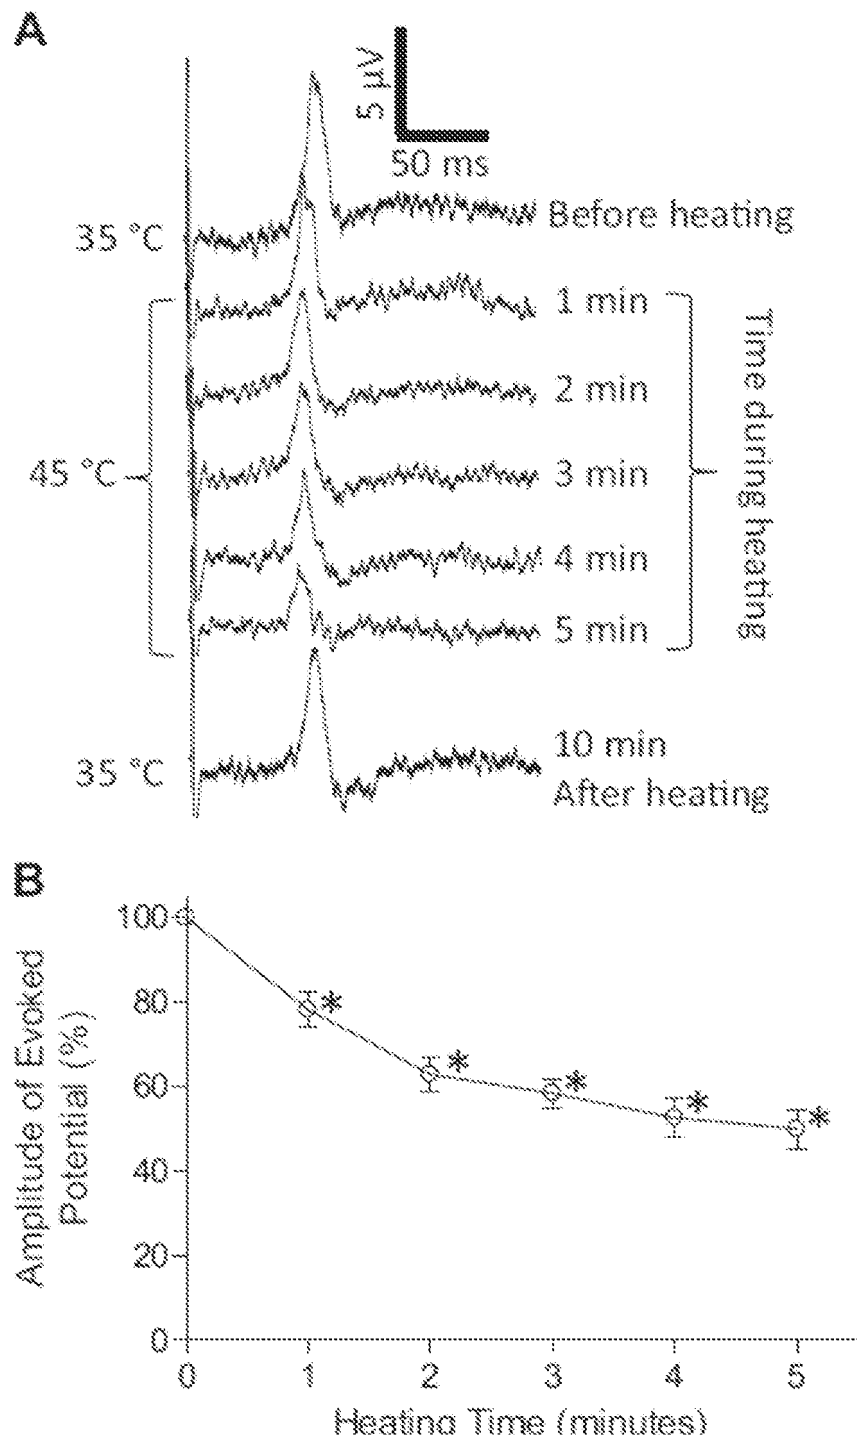 A
5 µV
50 ms
35 °C
Before heating
1 min
2 min
45 °C
3 min
4 min
5 min
Time during heating
35 °C
10 min
After heating
B
Amplitude of Evoked
Potential (%)
100
80
60
40
20
0
*
*
*
*
*
0 1 2 3 4 5
Heating Time (minutes)